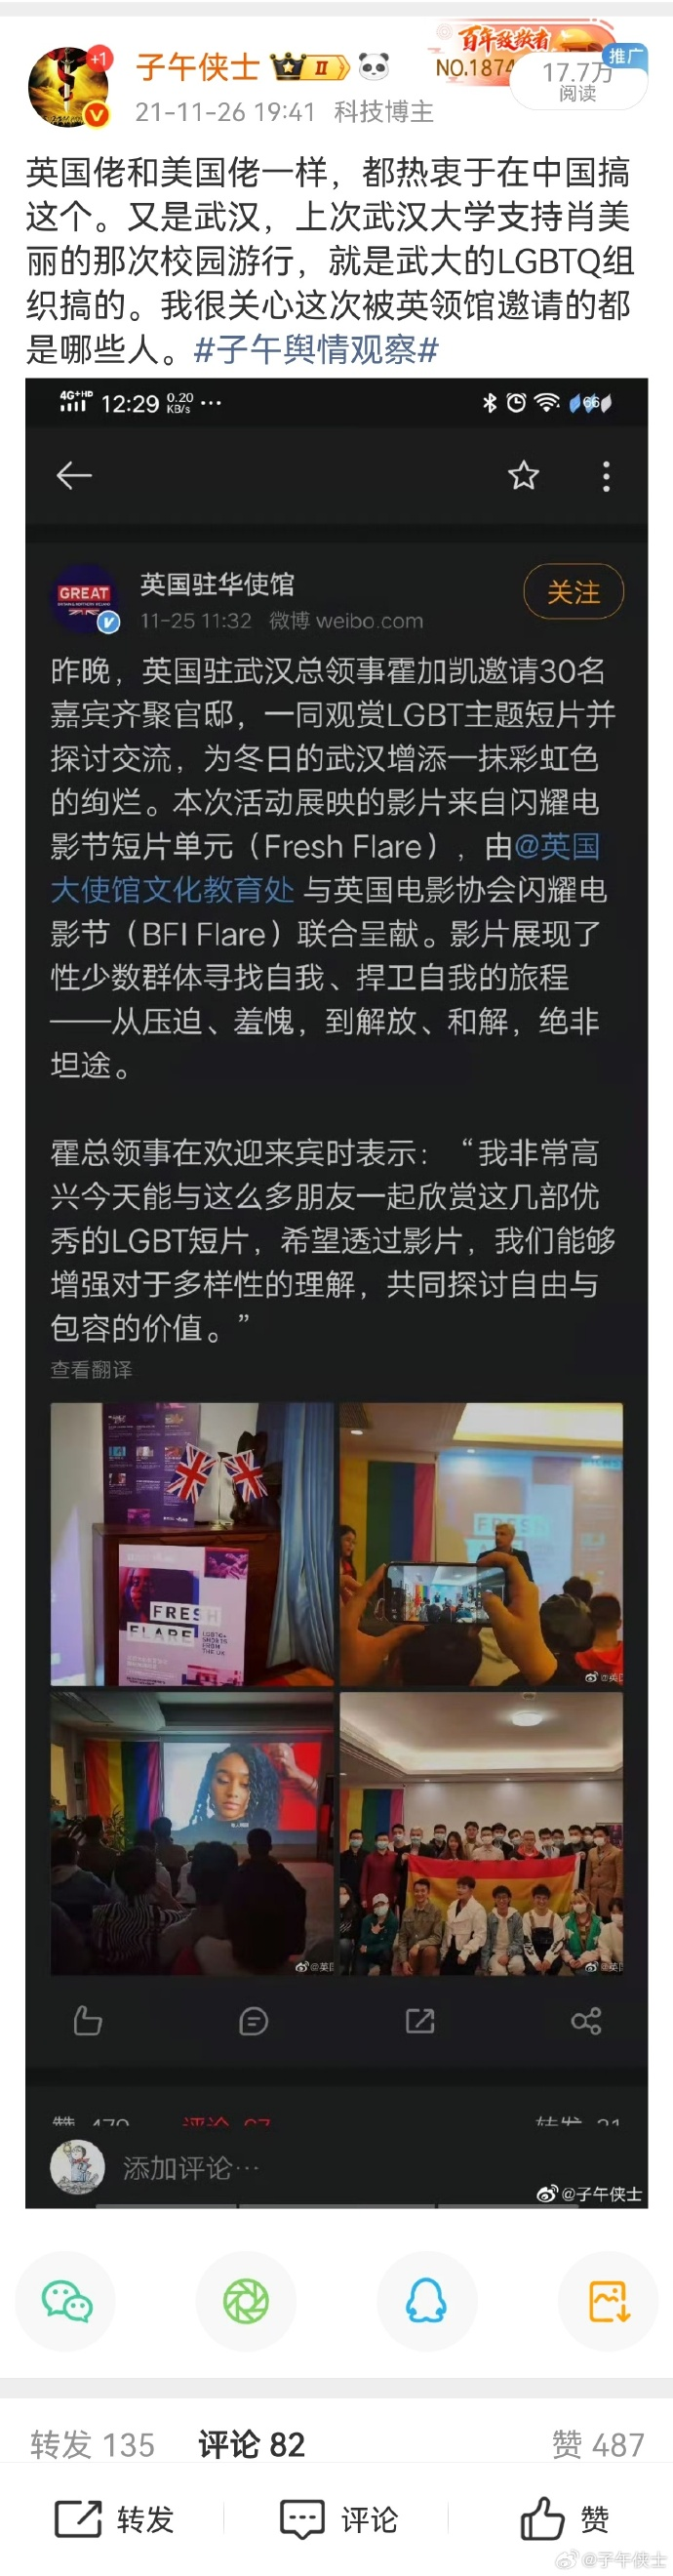 百年致敬者
NO.1874
推广
17.7万
阅读
+1
子午侠士
II
21-11-26 19:41 科技博主
英国佬和美国佬一样，都热衷于在中国搞
这个。又是武汉，上次武汉大学支持肖美
丽的那次校园游行，就是武大的LGBTQ组
织搞的。我很关心这次被英领馆邀请的都
是哪些人。#子午舆情观察#
4G+HD 12:29 0.20 KB/s ··· 66
GREAT
英国驻华使馆
关注
11-25 11:32 微博 weibo.com
昨晚，英国驻武汉总领事霍加凯邀请30名
嘉宾齐聚官邸，一同观赏LGBT主题短片并
探讨交流，为冬日的武汉增添一抹彩虹色
的绚烂。本次活动展映的影片来自闪耀电
影节短片单元（Fresh Flare），由@英国
大使馆文化教育处 与英国电影协会闪耀电
影节（BFI Flare）联合呈献。影片展现了
性少数群体寻找自我、捍卫自我的旅程
——从压迫、羞愧，到解放、和解，绝非
坦途。
霍总领事在欢迎来宾时表示：“我非常高
兴今天能与这么多朋友一起欣赏这几部优
秀的LGBT短片，希望透过影片，我们能够
增强对于多样性的理解，共同探讨自由与
包容的价值。”
查看翻译
FRESH
FLARE
LGBTQ+
SHORTS
FROM
THE UK
FRESH
@英国
@英国
@英国
添加评论···
@子午侠士
转发 135 评论 82 赞 487
转发 评论 赞
@子午侠士